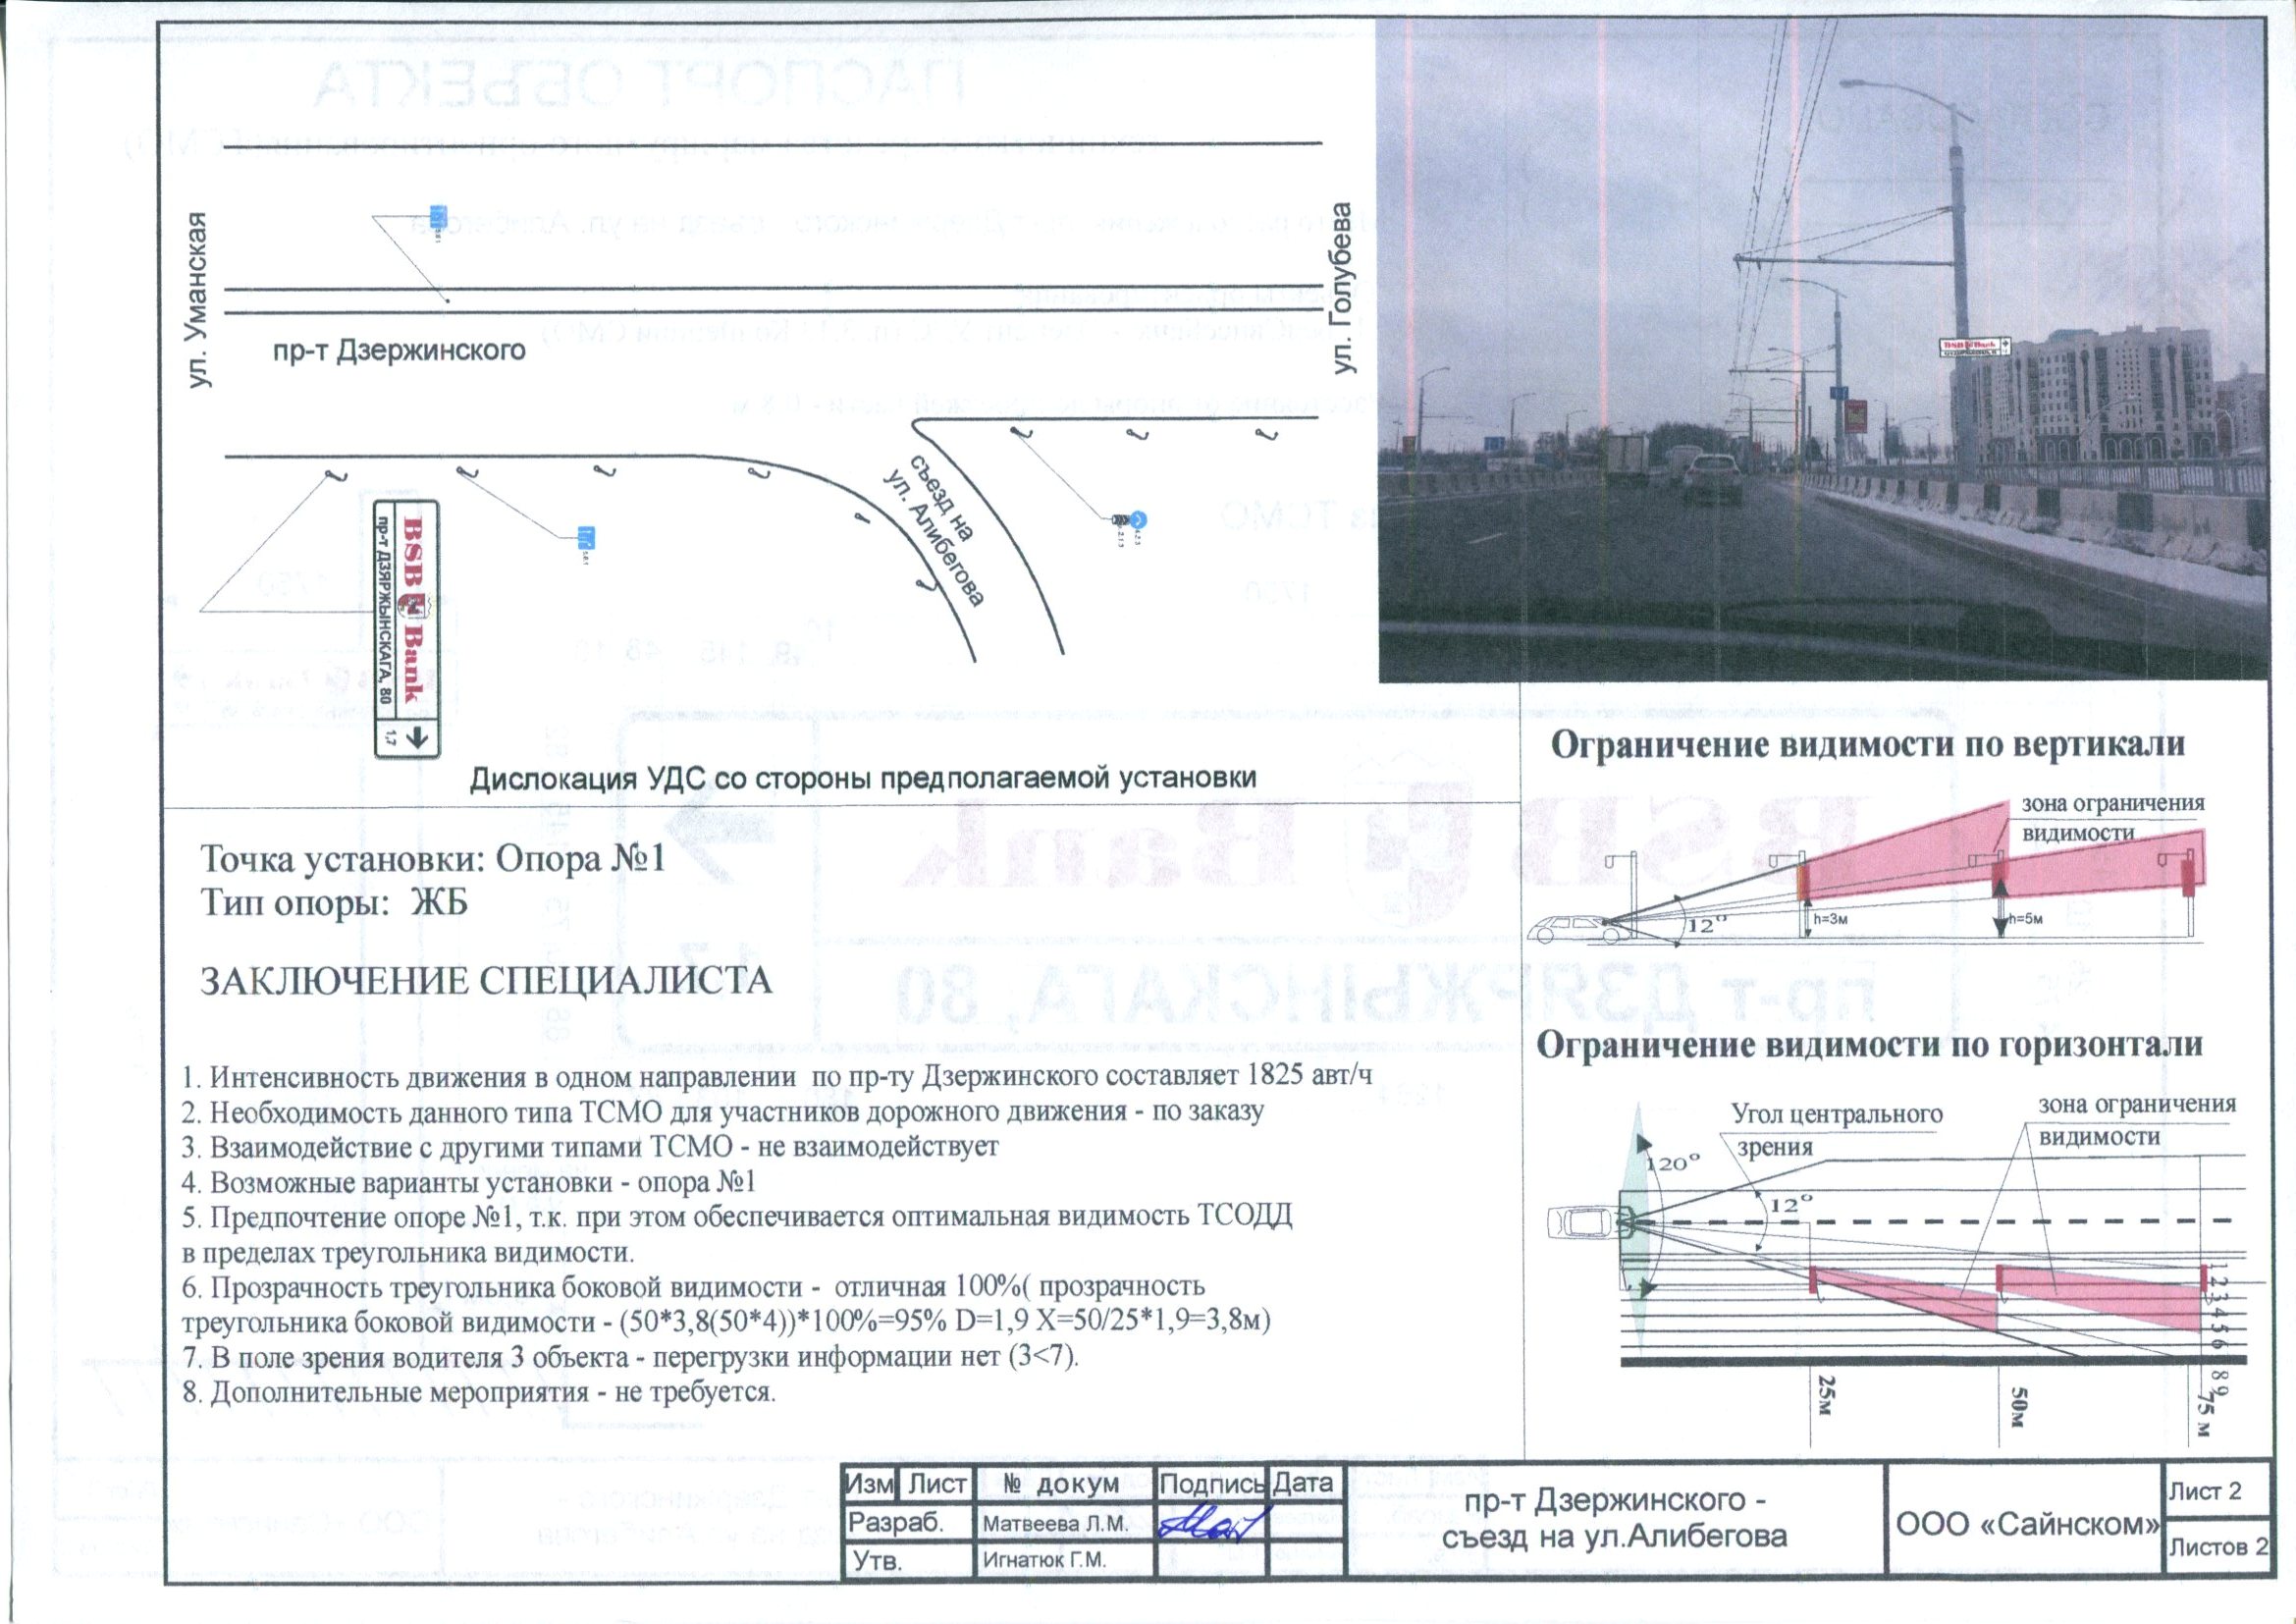 ул. Уманская
пр-т Дзержинского
ул. Голубева
съезд на
ул. Алибегова
5.8.1
BSB Bank
пр-т ДЗЯРЖЫНСКАГА, 80
1,7
Дислокация УДС со стороны предполагаемой установки
BSB Bank
Точка установки: Опора №1
Тип опоры: ЖБ
ЗАКЛЮЧЕНИЕ СПЕЦИАЛИСТА
1. Интенсивность движения в одном направлении по пр-ту Дзержинского составляет 1825 авт/ч
2. Необходимость данного типа ТСМО для участников дорожного движения - по заказу
3. Взаимодействие с другими типами ТСМО - не взаимодействует
4. Возможные варианты установки - опора №1
5. Предпочтение опоре №1, т.к. при этом обеспечивается оптимальная видимость ТСОДД
в пределах треугольника видимости.
6. Прозрачность треугольника боковой видимости - отличная 100%( прозрачность
треугольника боковой видимости - (50*3,8(50*4))*100%=95% D=1,9 X=50/25*1,9=3,8м)
7. В поле зрения водителя 3 объекта - перегрузки информации нет (3<7).
8. Дополнительные мероприятия - не требуется.
Ограничение видимости по вертикали
зона ограничения
видимости
12°
h=3м
h=5м
Ограничение видимости по горизонтали
Угол центрального
зрения
зона ограничения
видимости
120°
12°
1 2 3 4 5 6 8 9
25м
50м
75 м
Изм Лист № докум Подпись Дата
Разраб. Матвеева Л.М.
Утв. Игнатюк Г.М.
пр-т Дзержинского -
съезд на ул.Алибегова
ООО «Сайнском»
Лист 2
Листов 2